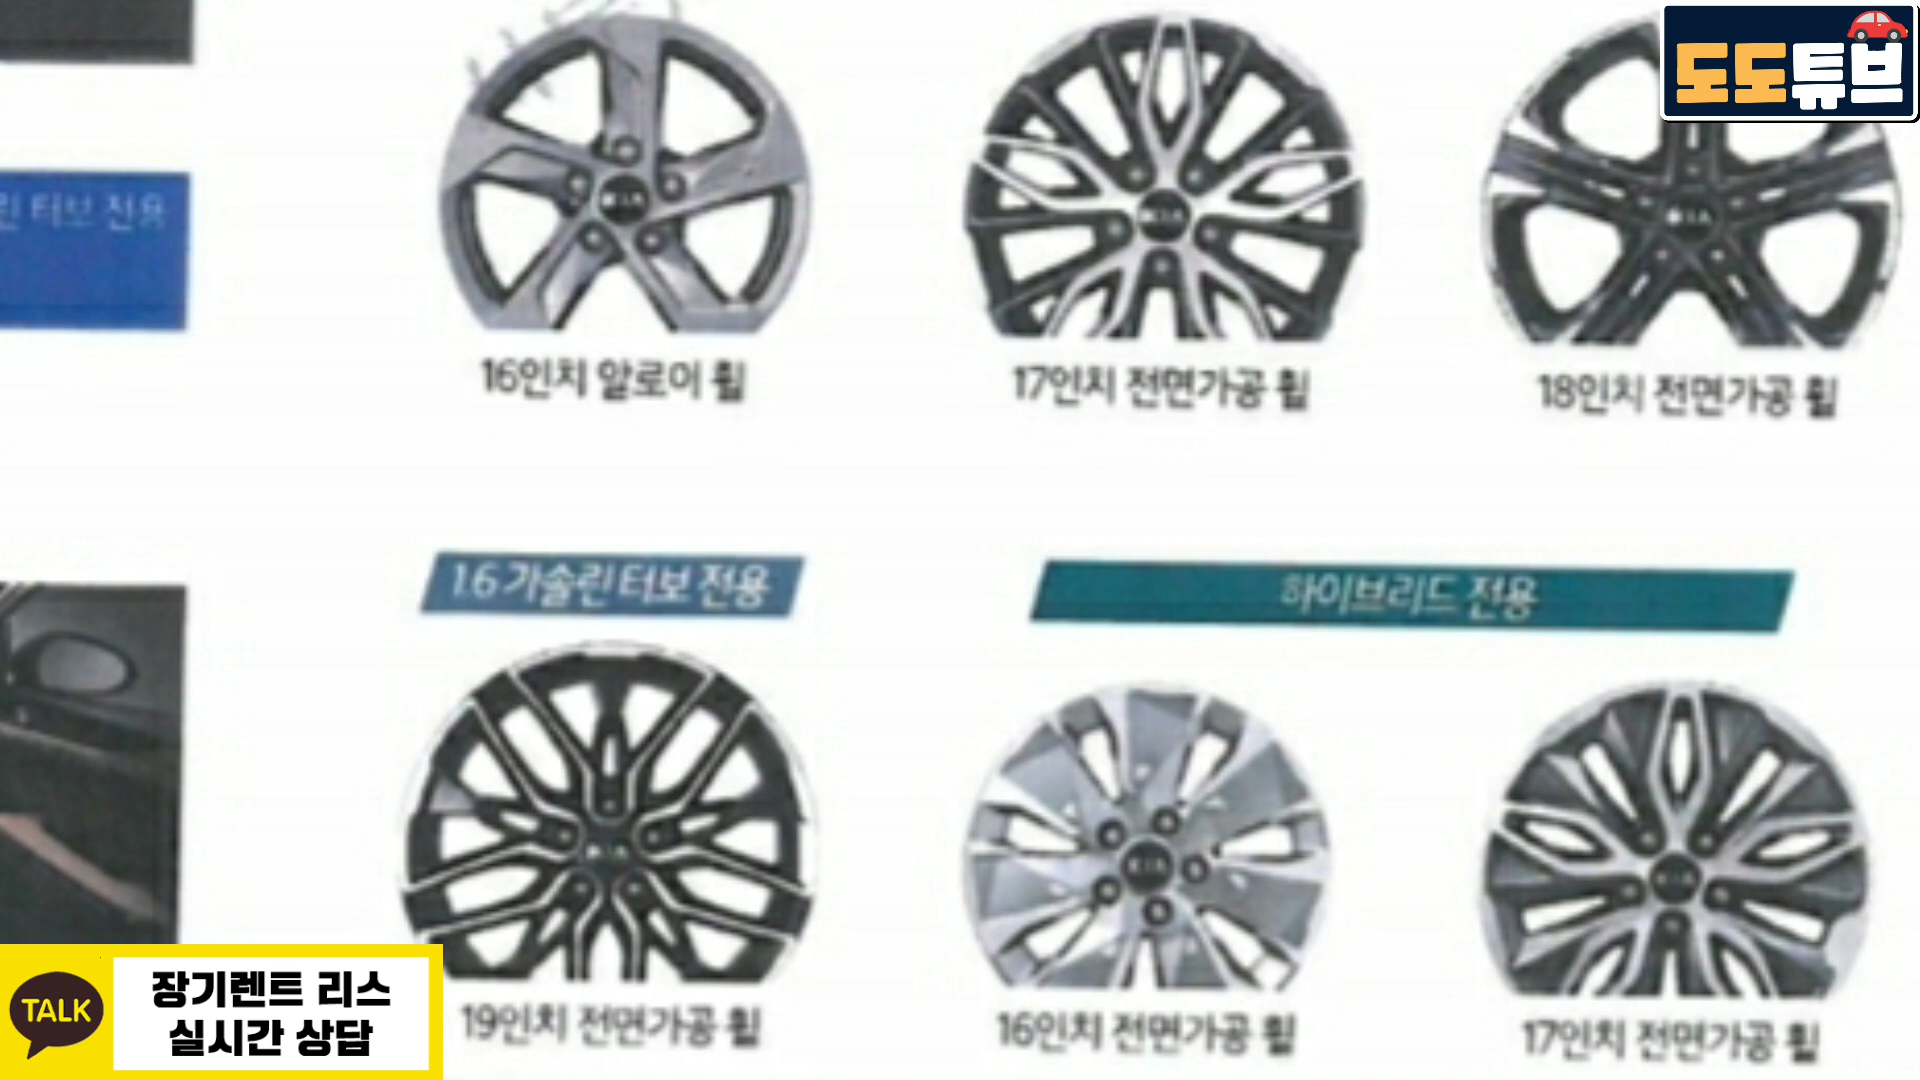 도도튜브
린 터보 전용
16인치 알로이 휠
17인치 전면가공 휠
18인치 전면가공 휠
1.6 가솔린 터보 전용
하이브리드 전용
19인치 전면가공 휠
16인치 전면가공 휠
17인치 전면가공 휠
TALK
장기렌트 리스
실시간 상담